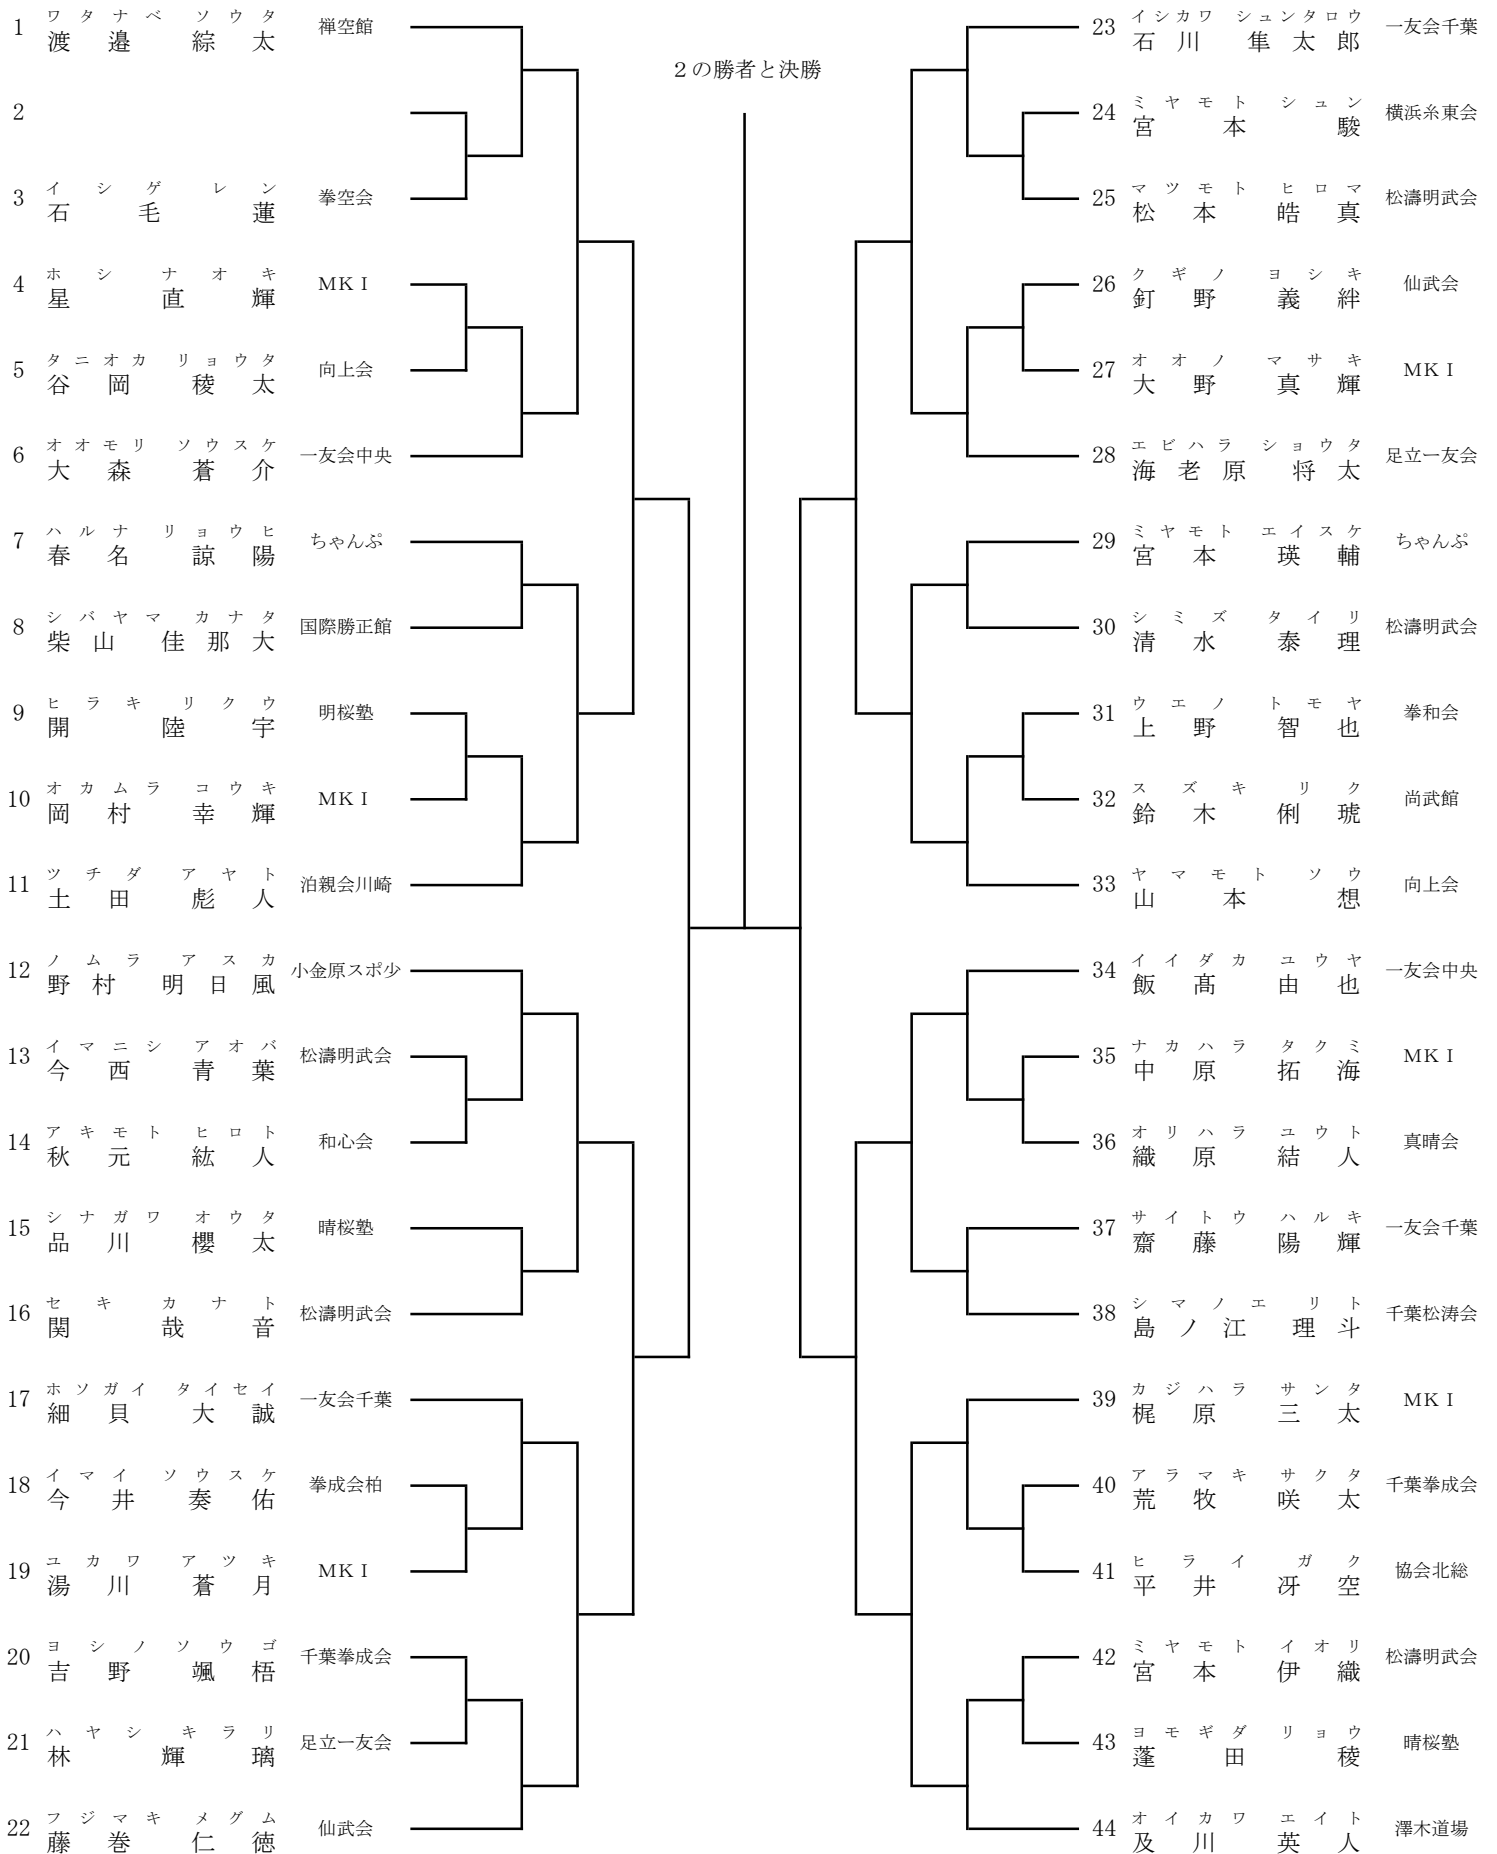 ２の勝者と決勝
ワタナベ ソウタ
1 渡邉 綜太 禅空館
2
イシゲ レン
3 石毛 蓮 拳空会
ホシ ナオキ
4 星 直輝 MKI
タニオカ リョウタ
5 谷岡 稜太 向上会
オオモリ ソウスケ
6 大森 蒼介 一友会中央
ハルナ リョウヒ
7 春名 諒陽 ちゃんぷ
シバヤマ カナタ
8 柴山 佳那大 国際勝正館
ヒラキ リクウ
9 開 陸宇 明桜塾
オカムラ コウキ
10 岡村 幸輝 MKI
ツチダ アヤト
11 土田 彪人 泊親会川崎
ノムラ アスカ
12 野村 明日風 小金原スポ少
イマニシ アオバ
13 今西 青葉 松濤明武会
アキモト ヒロト
14 秋元 紘人 和心会
シナガワ オウタ
15 品川 櫻太 晴桜塾
セキ カナト
16 関 哉音 松濤明武会
ホソガイ タイセイ
17 細貝 大誠 一友会千葉
イマイ ソウスケ
18 今井 奏佑 拳成会柏
ユカワ アツキ
19 湯川 蒼月 MKI
ヨシノ ソウゴ
20 吉野 颯梧 千葉拳成会
ハヤシ キラリ
21 林 輝璃 足立一友会
フジマキ メグム
22 藤巻 仁徳 仙武会
イシカワ シュンタロウ
23 石川 隼太郎 一友会千葉
ミヤモト シュン
24 宮本 駿 横浜糸東会
マツモト ヒロマ
25 松本 皓真 松濤明武会
クギノ ヨシキ
26 釘野 義絆 仙武会
オオノ マサキ
27 大野 真輝 MKI
エビハラ ショウタ
28 海老原 将太 足立一友会
ミヤモト エイスケ
29 宮本 瑛輔 ちゃんぷ
シミズ タイリ
30 清水 泰理 松濤明武会
ウエノ トモヤ
31 上野 智也 拳和会
スズキ リク
32 鈴木 俐琥 尚武館
ヤマモト ソウ
33 山本 想 向上会
イイダカ ユウヤ
34 飯髙 由也 一友会中央
ナカハラ タクミ
35 中原 拓海 MKI
オリハラ ユウト
36 織原 結人 真晴会
サイトウ ハルキ
37 齋藤 陽輝 一友会千葉
シマノエ リト
38 島ノ江 理斗 千葉松涛会
カジハラ サンタ
39 梶原 三太 MKI
アラマキ サクタ
40 荒牧 咲太 千葉拳成会
ヒライ ガク
41 平井 冴空 協会北総
ミヤモト イオリ
42 宮本 伊織 松濤明武会
ヨモギダ リョウ
43 蓬田 稜 晴桜塾
オイカワ エイト
44 及川 英人 澤木道場